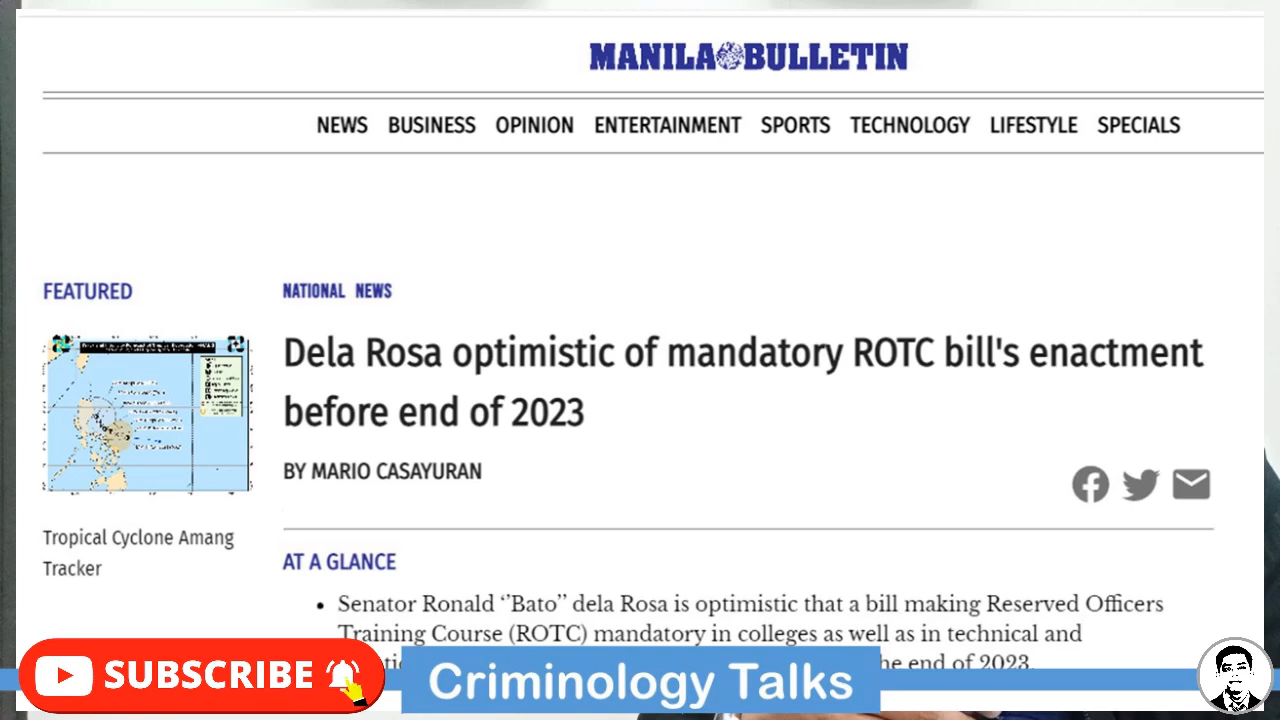 MANILA BULLETIN
NEWS BUSINESS OPINION ENTERTAINMENT SPORTS TECHNOLOGY LIFESTYLE SPECIALS
FEATURED
NATIONAL NEWS
Dela Rosa optimistic of mandatory ROTC bill's enactment
before end of 2023
BY MARIO CASAYURAN
Tropical Cyclone Amang
Tracker
AT A GLANCE
• Senator Ronald ‘’Bato’’ dela Rosa is optimistic that a bill making Reserved Officers
Training Course (ROTC) mandatory in colleges as well as in technical and
end of 2023.
SUBSCRIBE
Criminology Talks